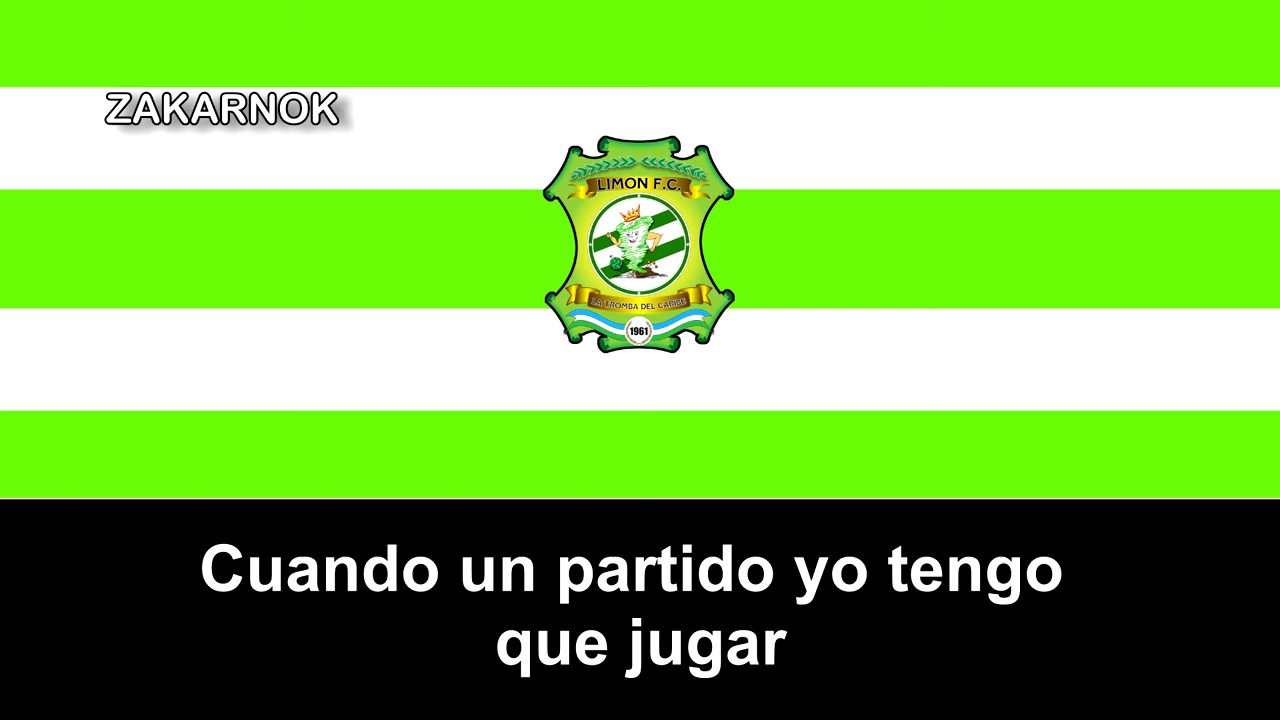 ZAKARNOK
LIMON F.C.
LA TROMBA DEL CARIBE
1961
Cuando un partido yo tengo
que jugar